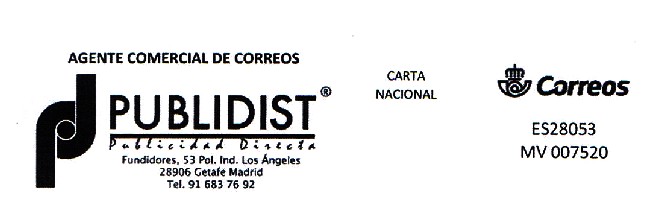 AGENTE COMERCIAL DE CORREOS
PUBLIDIST®
Publicidad Directa
Fundidores, 53 Pol. Ind. Los Ángeles
28906 Getafe Madrid
Tel. 91 683 76 92
CARTA
NACIONAL
Correos
ES28053
MV 007520